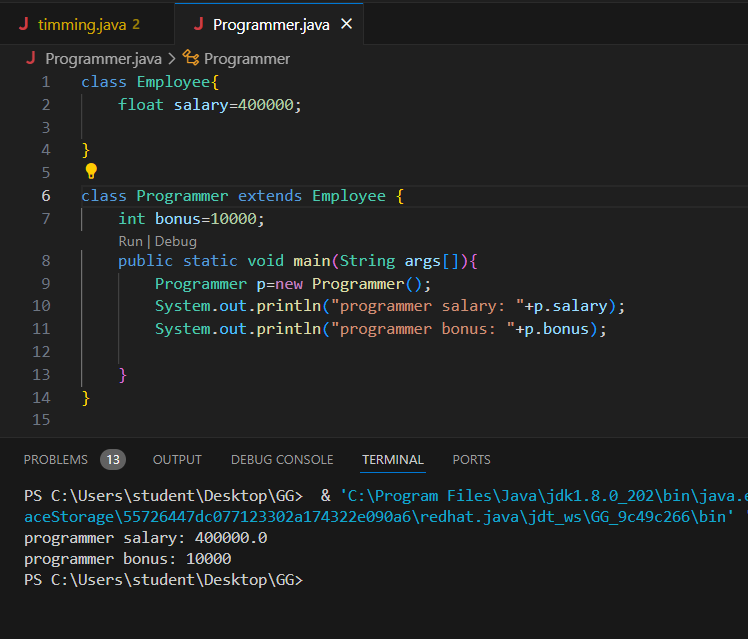 J timming.java 2 J Programmer.java ×
J Programmer.java > Programmer
1 class Employee{
2     float salary=400000;
3
4 }
5
6 class Programmer extends Employee {
7     int bonus=10000;
Run | Debug
8     public static void main(String args[]){
9         Programmer p=new Programmer();
10         System.out.println("programmer salary: "+p.salary);
11         System.out.println("programmer bonus: "+p.bonus);
12
13     }
14 }
15
PROBLEMS 13 OUTPUT DEBUG CONSOLE TERMINAL PORTS
PS C:\Users\student\Desktop\GG>  & 'C:\Program Files\Java\jdk1.8.0_202\bin\java.e
aceStorage\55726447dc077123302a174322e090a6\redhat.java\jdt_ws\GG_9c49c266\bin' '
programmer salary: 400000.0
programmer bonus: 10000
PS C:\Users\student\Desktop\GG>